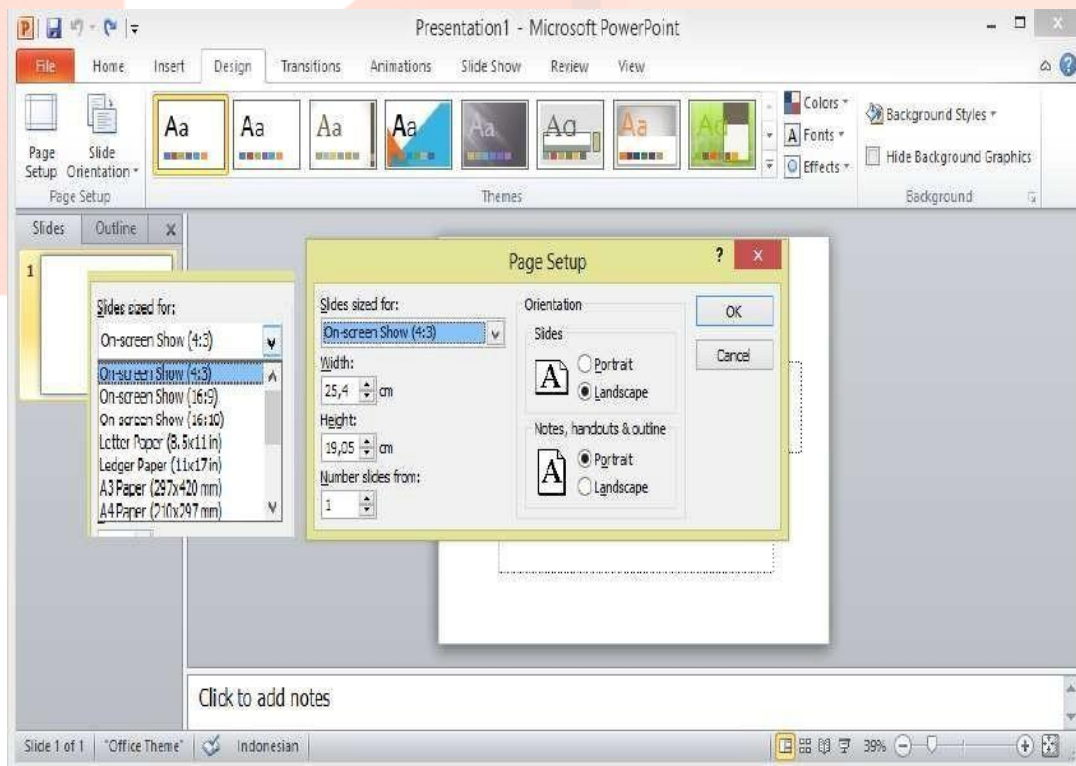 Presentation1 - Microsoft PowerPoint
File Home Insert Design Transitions Animations Slide Show Review View
Page Setup
Slide Orientation
Page Setup
Aa Aa Aa Aa Aa Aa Aa Aa
Themes
Colors
Fonts
Effects
Background Styles
Hide Background Graphics
Background
Slides Outline
1
Slides sized for:
On-screen Show (4:3)
On-screen Show (4:3)
On-screen Show (16:9)
On screen Show (16:10)
Letter Paper (8.5x11 in)
Ledger Paper (11x17 in)
A3 Paper (297x420 mm)
A4 Paper (210x297 mm)
Page Setup
Slides sized for:
On-screen Show (4:3)
Width:
25,4 cm
Height:
19,05 cm
Number slides from:
1
Orientation
Slides
A
Portrait
Landscape
Notes, handouts & outline
A
Portrait
Landscape
OK
Cancel
Click to add notes
Slide 1 of 1 "Office Theme" Indonesian 39%